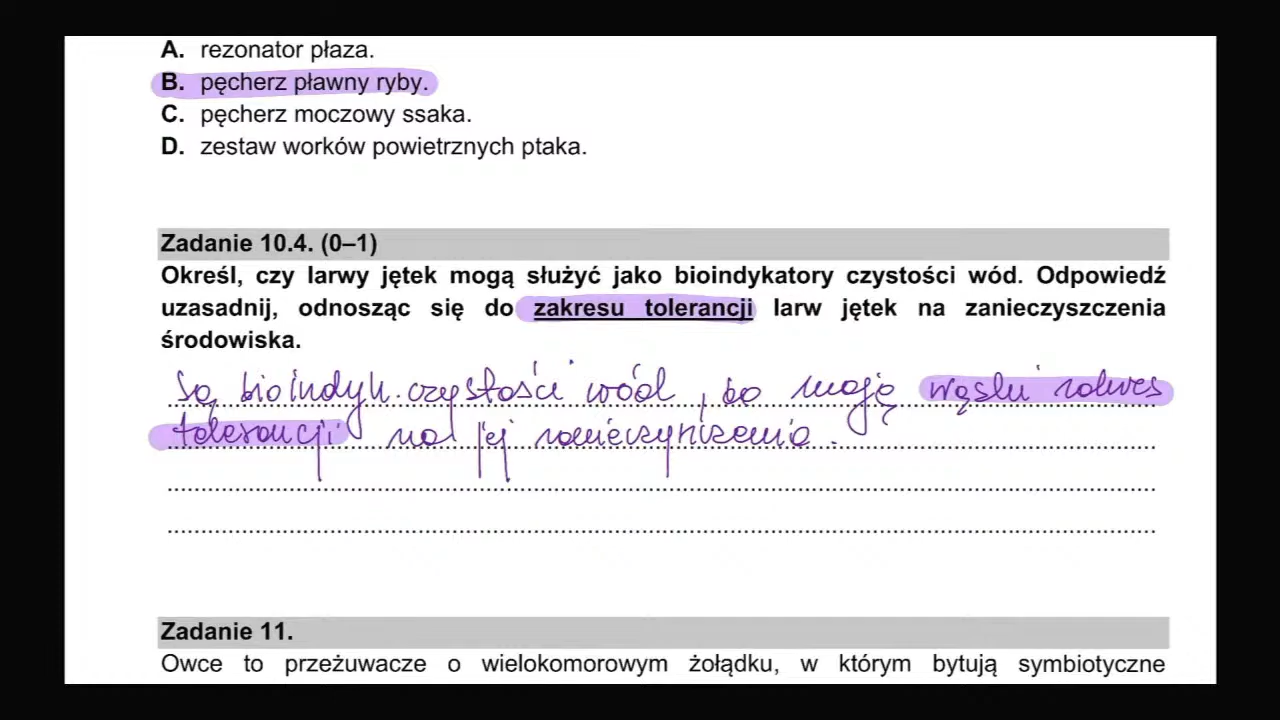 A. rezonator płaza.
B. pęcherz pławny ryby.
C. pęcherz moczowy ssaka.
D. zestaw worków powietrznych ptaka.
Zadanie 10.4. (0–1)
Określ, czy larwy jętek mogą służyć jako bioindykatory czystości wód. Odpowiedź
uzasadnij, odnosząc się do zakresu tolerancji larw jętek na zanieczyszczenia
środowiska.
Są bioindyk. czystości wód, bo mają wąski zakres
tolerancji na jej zanieczyszczenia.
Zadanie 11.
Owce to przeżuwacze o wielokomorowym żołądku, w którym bytują symbiotyczne